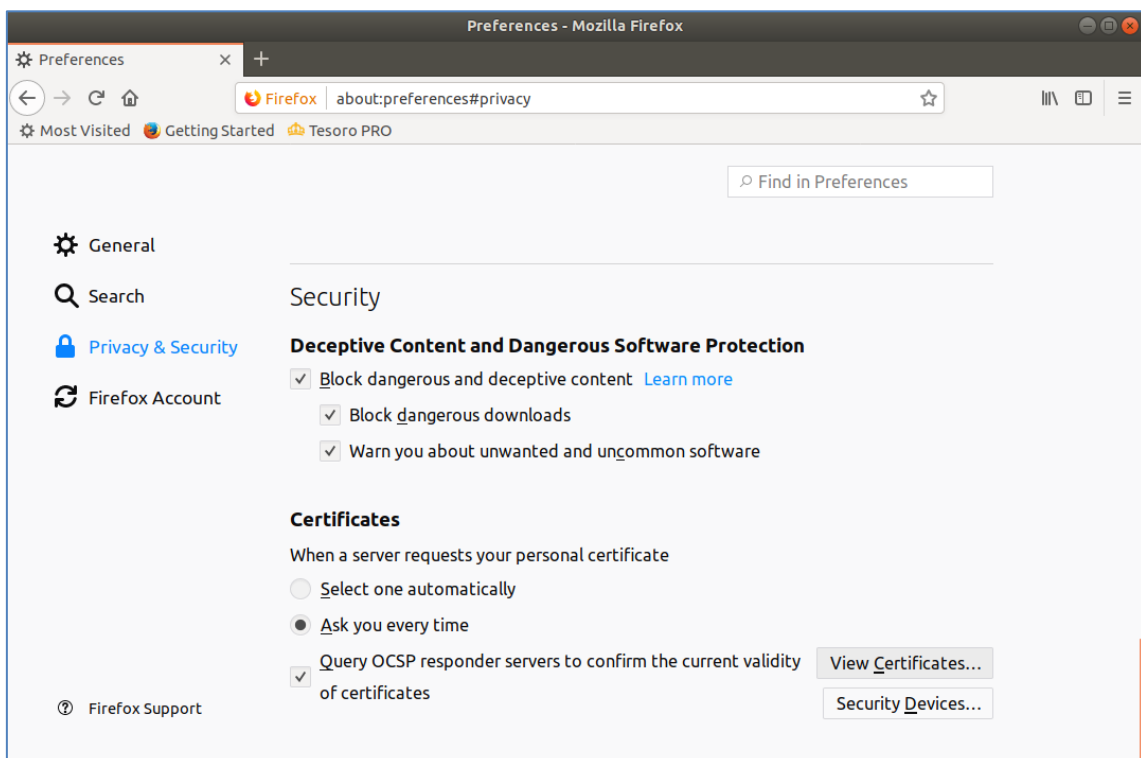 Preferences - Mozilla Firefox
Preferences
Firefox about:preferences#privacy
Most Visited Getting Started Tesoro PRO
Find in Preferences
General
Search
Privacy & Security
Firefox Account
Firefox Support
Security
Deceptive Content and Dangerous Software Protection
Block dangerous and deceptive content Learn more
Block dangerous downloads
Warn you about unwanted and uncommon software
Certificates
When a server requests your personal certificate
Select one automatically
Ask you every time
Query OCSP responder servers to confirm the current validity
of certificates
View Certificates...
Security Devices...